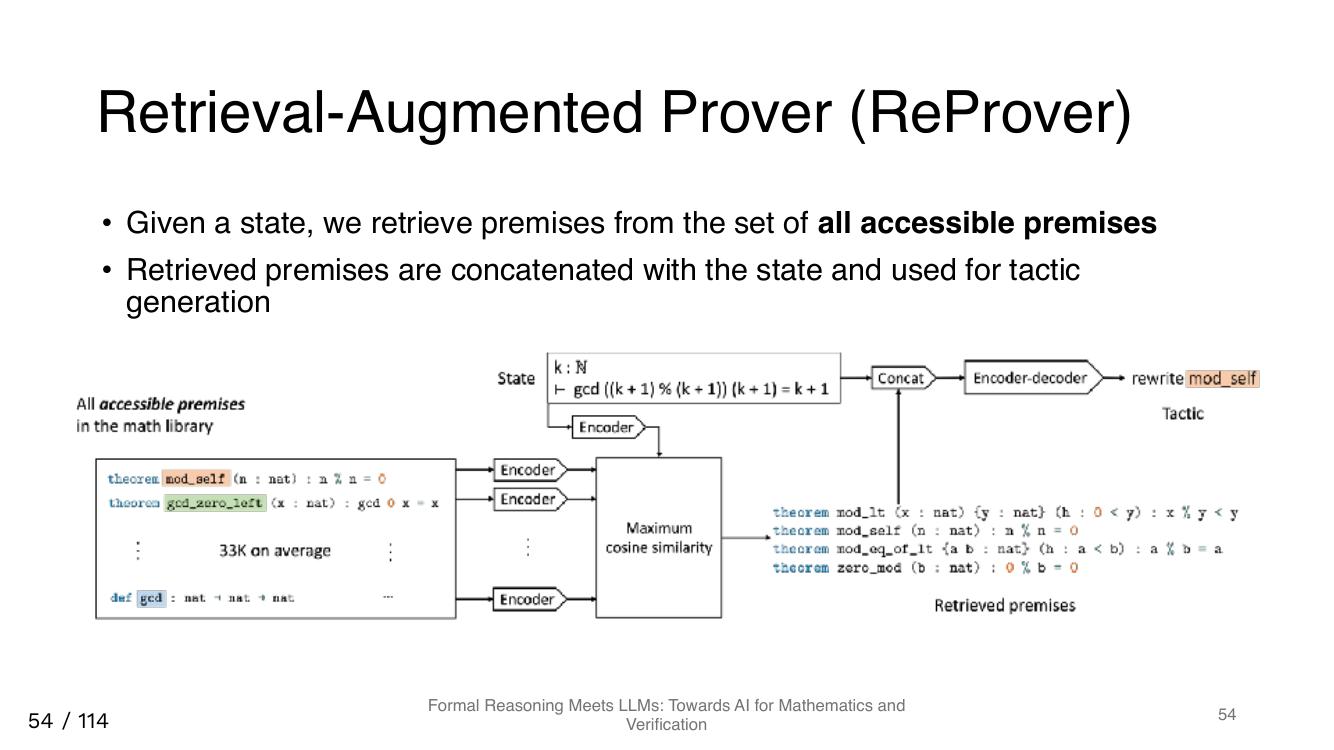 Retrieval-Augmented Prover (ReProver)
• Given a state, we retrieve premises from the set of all accessible premises
• Retrieved premises are concatenated with the state and used for tactic
generation
State
k : ℕ
⊢ gcd ((k + 1) % (k + 1)) (k + 1) = k + 1
Concat
Encoder-decoder
rewrite mod_self
Tactic
All accessible premises
in the math library
Encoder
theorem mod_self (n : nat) : n % n = 0
theorem gcd_zero_left (x : nat) : gcd 0 x = x
⋮ 33K on average ⋮
def gcd : nat → nat → nat ...
Encoder
Encoder
⋮
Encoder
Maximum
cosine similarity
theorem mod_lt (x : nat) {y : nat} (h : 0 < y) : x % y < y
theorem mod_self (n : nat) : n % n = 0
theorem mod_eq_of_lt {a b : nat} (h : a < b) : a % b = a
theorem zero_mod (b : nat) : 0 % b = 0
Retrieved premises
54 / 114
Formal Reasoning Meets LLMs: Towards AI for Mathematics and
Verification
54